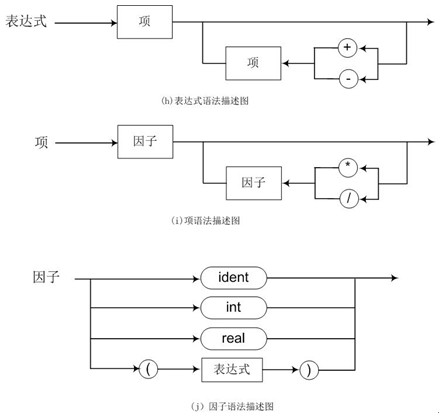 表达式
项
+
项
-
(h)表达式语法描述图
项
因子
*
因子
/
(i)项语法描述图
因子
ident
int
real
(
表达式
)
(j) 因子语法描述图